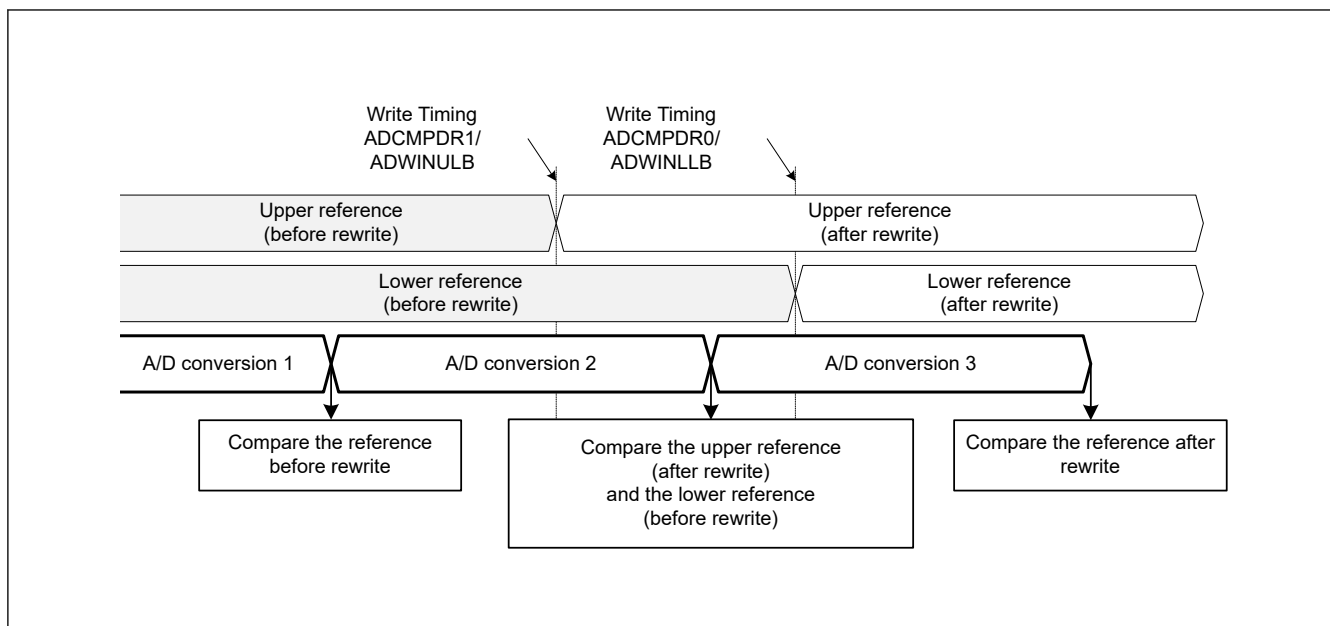 Write Timing
ADCMPDR1/
ADWINULB
Write Timing
ADCMPDR0/
ADWINLLB
Upper reference
(before rewrite)
Upper reference
(after rewrite)
Lower reference
(before rewrite)
Lower reference
(after rewrite)
A/D conversion 1
A/D conversion 2
A/D conversion 3
Compare the reference
before rewrite
Compare the upper reference
(after rewrite)
and the lower reference
(before rewrite)
Compare the reference after
rewrite